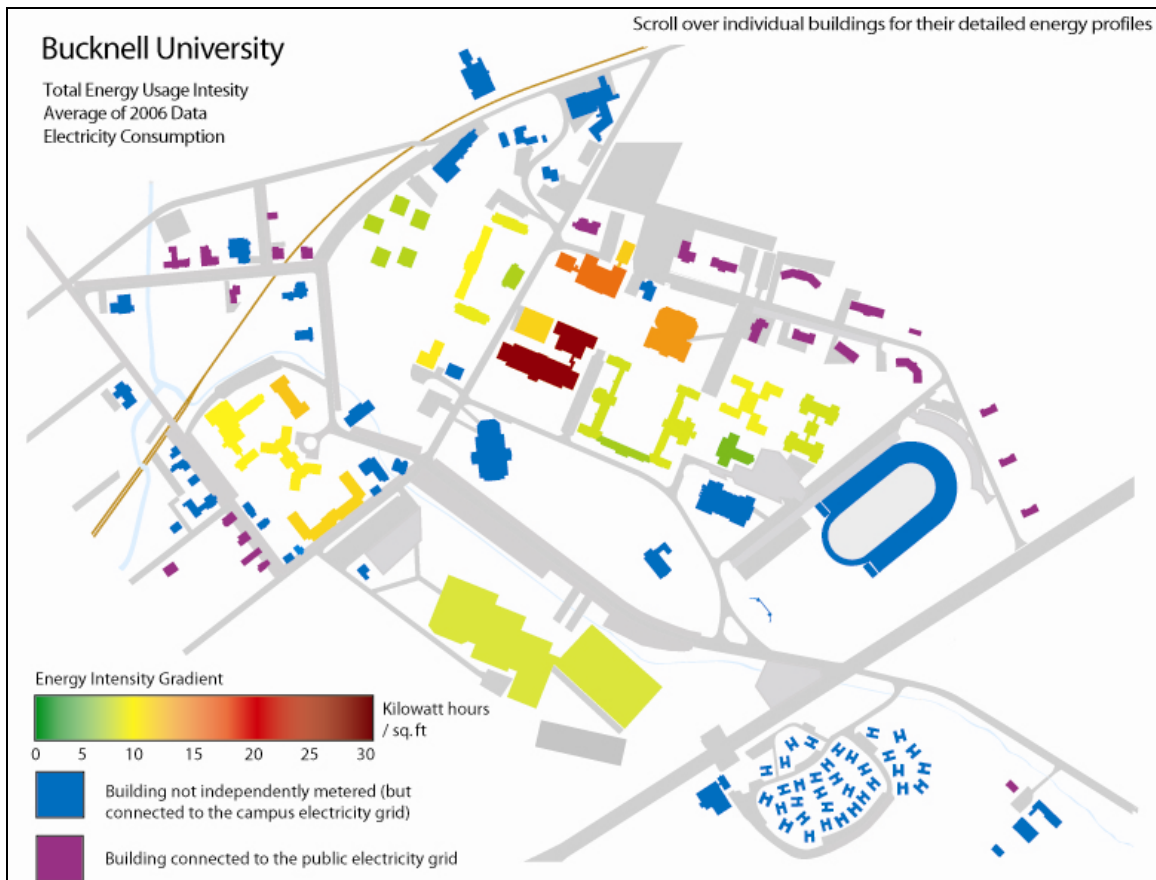 Scroll over individual buildings for their detailed energy profiles
Bucknell University
Total Energy Usage Intesity
Average of 2006 Data
Electricity Consumption
Energy Intensity Gradient
Kilowatt hours
/ sq.ft
0 5 10 15 20 25 30
Building not independently metered (but
connected to the campus electricity grid)
Building connected to the public electricity grid